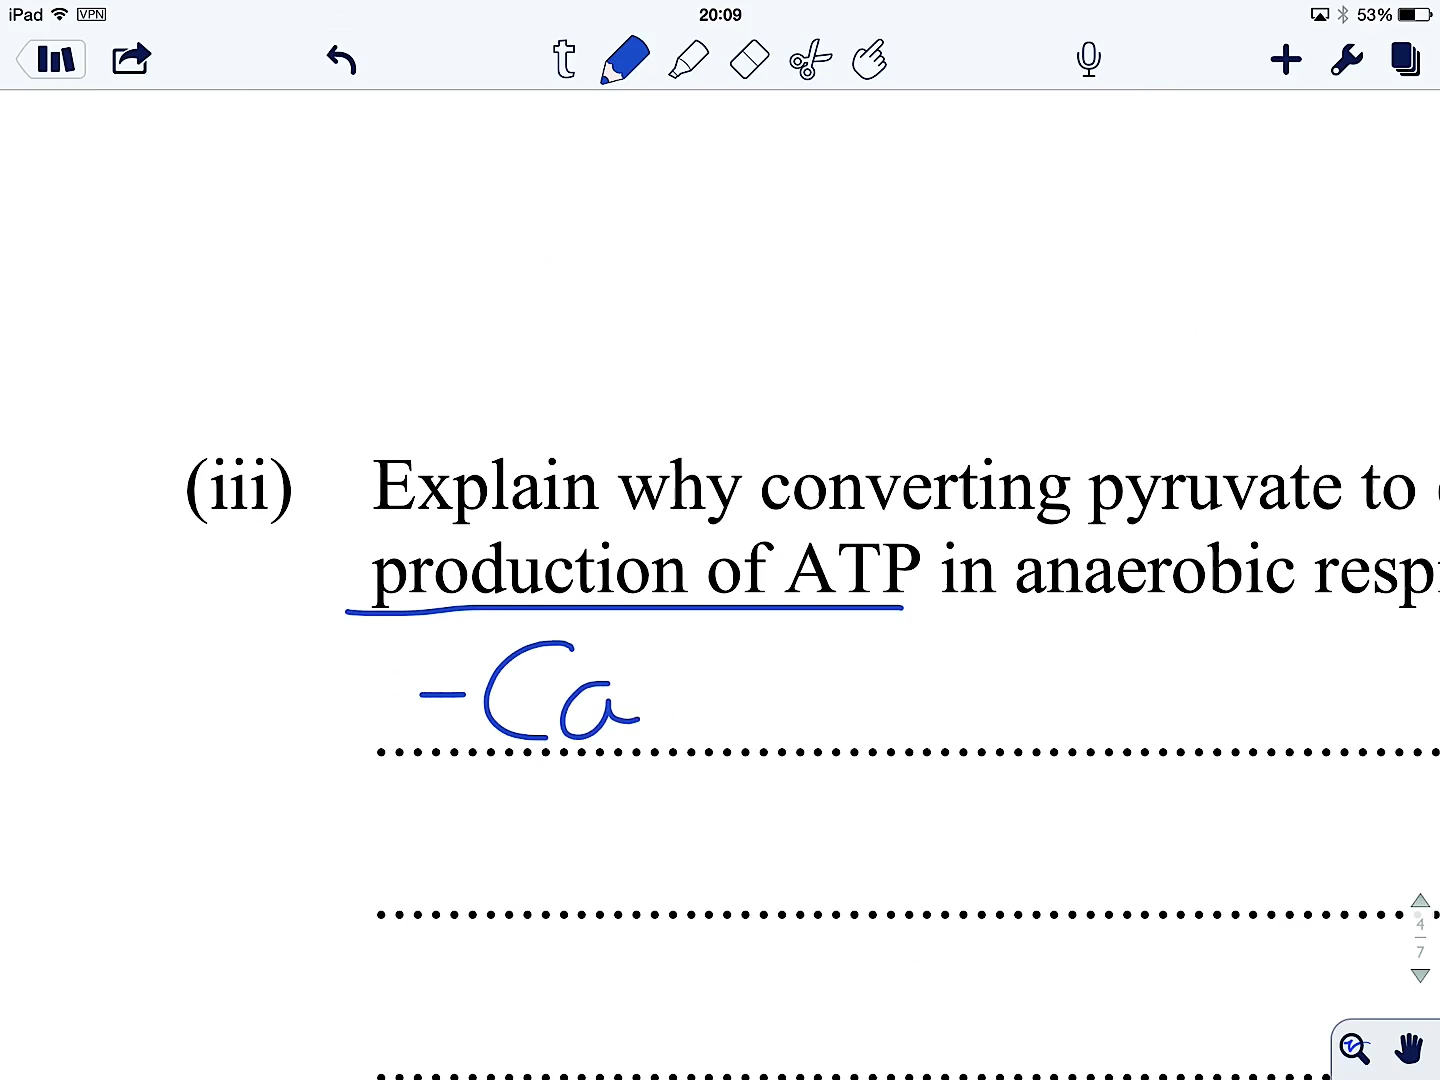 iPad VPN 20:09 53%
t
(iii) Explain why converting pyruvate to
production of ATP in anaerobic resp
-Ca
4
7